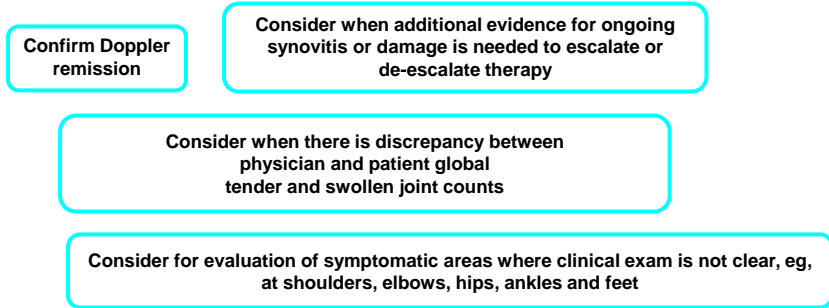 Confirm Doppler
remission
Consider when additional evidence for ongoing
synovitis or damage is needed to escalate or
de-escalate therapy
Consider when there is discrepancy between
physician and patient global
tender and swollen joint counts
Consider for evaluation of symptomatic areas where clinical exam is not clear, eg,
at shoulders, elbows, hips, ankles and feet